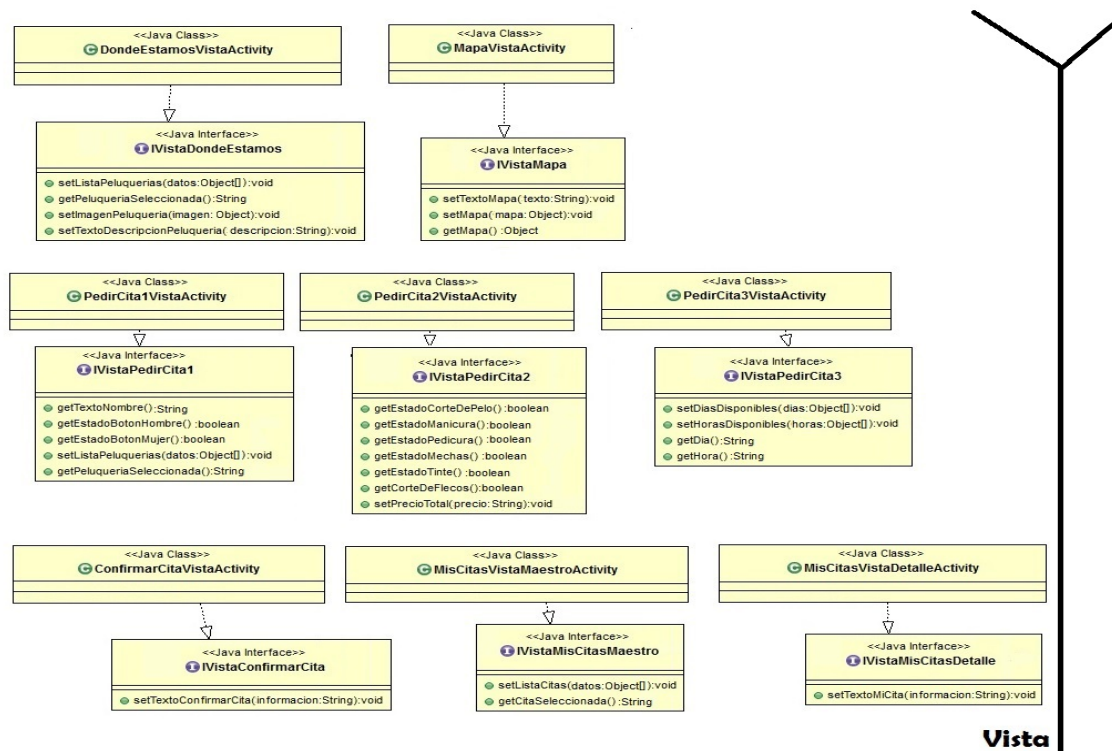 <<Java Class>>
DondeEstamosVistaActivity
<<Java Interface>>
IVistaDondeEstamos
setListaPeluquerias(datos:Object[]):void
getPeluqueriaSeleccionada():String
setImagenPeluqueria(imagen: Object):void
setTextoDescripcionPeluqueria( descripcion:String):void
<<Java Class>>
MapaVistaActivity
<<Java Interface>>
IVistaMapa
setTextoMapa( texto:String):void
setMapa( mapa:Object):void
getMapa() :Object
<<Java Class>>
PedirCita1VistaActivity
<<Java Interface>>
IVistaPedirCita1
getTextoNombre():String
getEstadoBotonHombre() :boolean
getEstadoBotonMujer():boolean
setListaPeluquerias(datos:Object[]):void
getPeluqueriaSeleccionada():String
<<Java Class>>
PedirCita2VistaActivity
<<Java Interface>>
IVistaPedirCita2
getEstadoCorteDePelo() :boolean
getEstadoManicura() :boolean
getEstadoPedicura() :boolean
getEstadoMechas() :boolean
getEstadoTinte() :boolean
getCorteDeFlecos() :boolean
setPrecioTotal(precio:String):void
<<Java Class>>
PedirCita3VistaActivity
<<Java Interface>>
IVistaPedirCita3
setDiasDisponibles(dias:Object[]):void
setHorasDisponibles(horas:Object[]):void
getDia():String
getHora():String
<<Java Class>>
ConfirmarCitaVistaActivity
<<Java Interface>>
IVistaConfirmarCita
setTextoConfirmarCita(informacion:String):void
<<Java Class>>
MisCitasVistaMaestroActivity
<<Java Interface>>
IVistaMisCitasMaestro
setListaCitas(datos:Object[]):void
getCitaSeleccionada():String
<<Java Class>>
MisCitasVistaDetalleActivity
<<Java Interface>>
IVistaMisCitasDetalle
setTextoMiCita(informacion:String):void
Vista